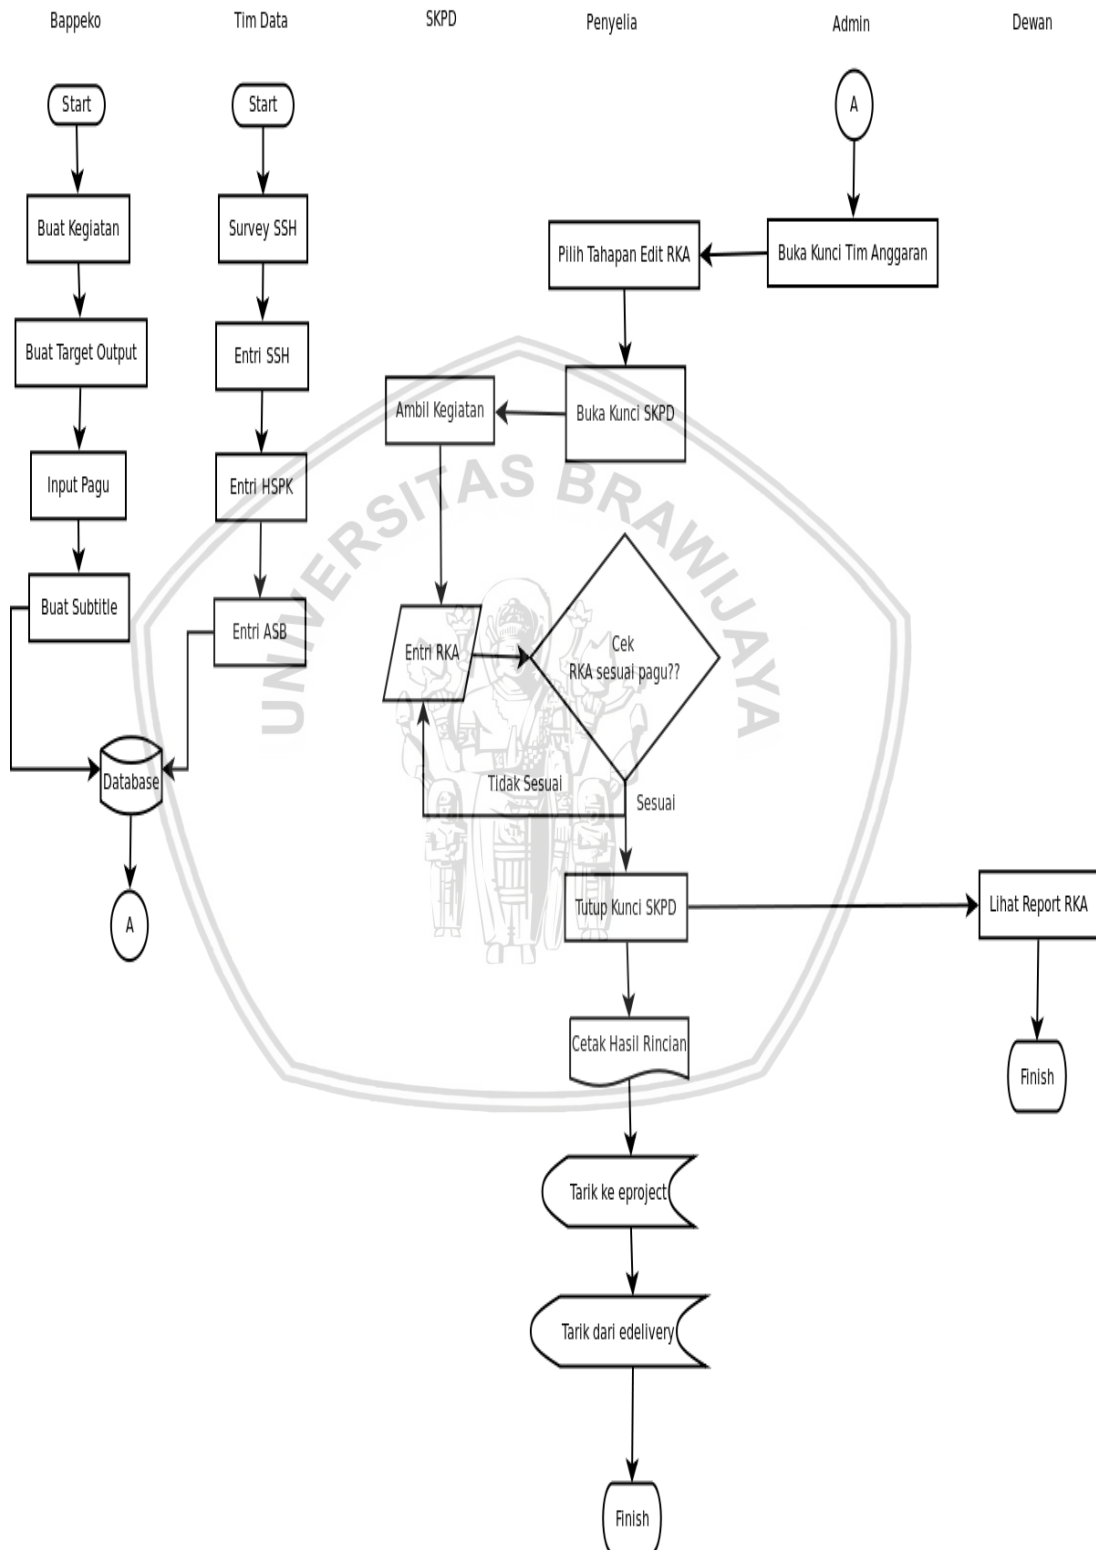 Bappeko
Tim Data
SKPD
Penyelia
Admin
Dewan
Start
Start
A
Buat Kegiatan
Survey SSH
Pilih Tahapan Edit RKA
Buka Kunci Tim Anggaran
Buat Target Output
Entri SSH
Ambil Kegiatan
Buka Kunci SKPD
Input Pagu
Entri HSPK
UNIVERSITAS BRAWIJAYA
Buat Subtitle
Entri ASB
Entri RKA
Cek
RKA sesuai pagu??
Database
Tidak Sesuai
Sesuai
A
Tutup Kunci SKPD
Lihat Report RKA
Cetak Hasil Rincian
Finish
Tarik ke eproject
Tarik dari edelivery
Finish